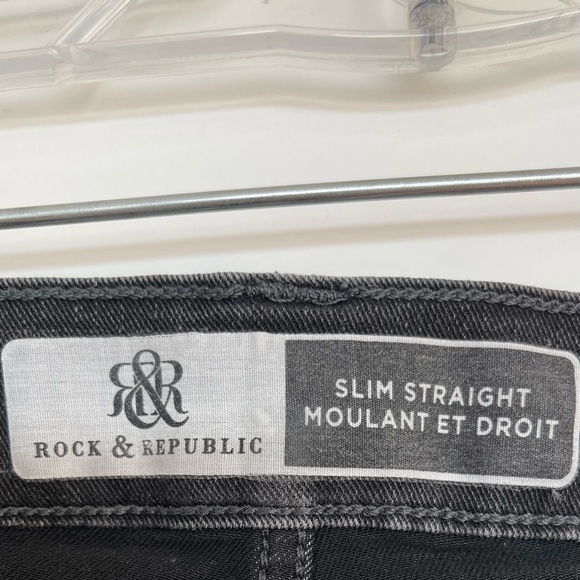 R&R
ROCK & REPUBLIC
SLIM STRAIGHT
MOULANT ET DROIT